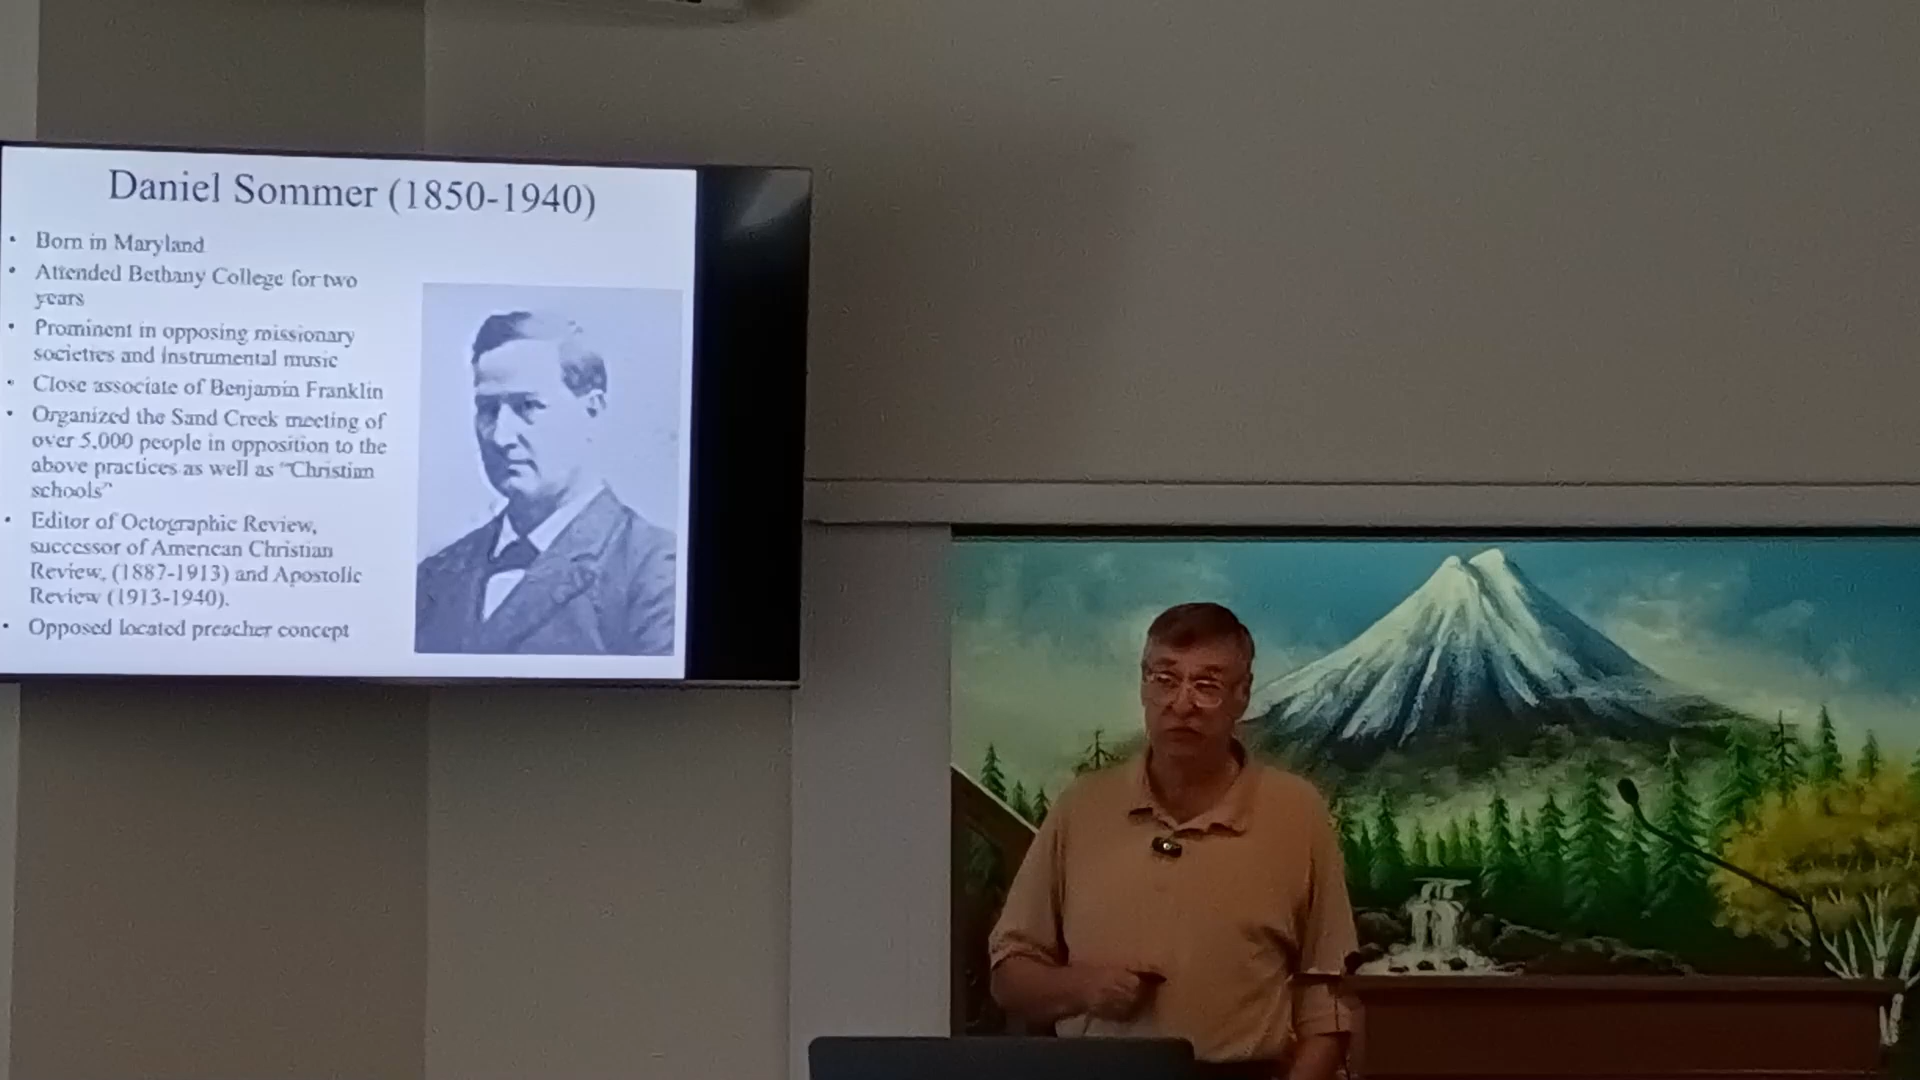 Daniel Sommer (1850-1940)
• Born in Maryland
• Attended Bethany College for two
years
• Prominent in opposing missionary
societies and instrumental music
• Close associate of Benjamin Franklin
• Organized the Sand Creek meeting of
over 5,000 people in opposition to the
above practices as well as “Christian
schools”
• Editor of Octographic Review,
successor of American Christian
Review, (1887-1913) and Apostolic
Review (1913-1940).
• Opposed located preacher concept